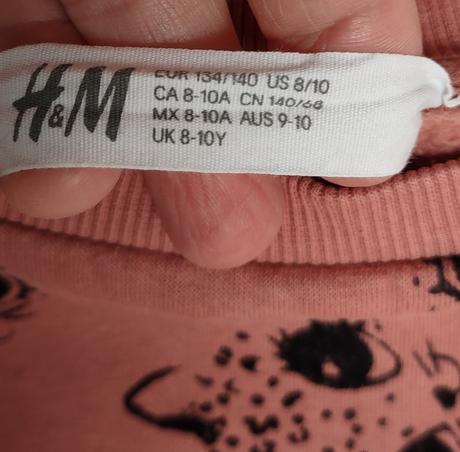 H&M
EUR 134/140 US 8/10
CA 8-10A CN 140/68
MX 8-10A AUS 9-10
UK 8-10Y